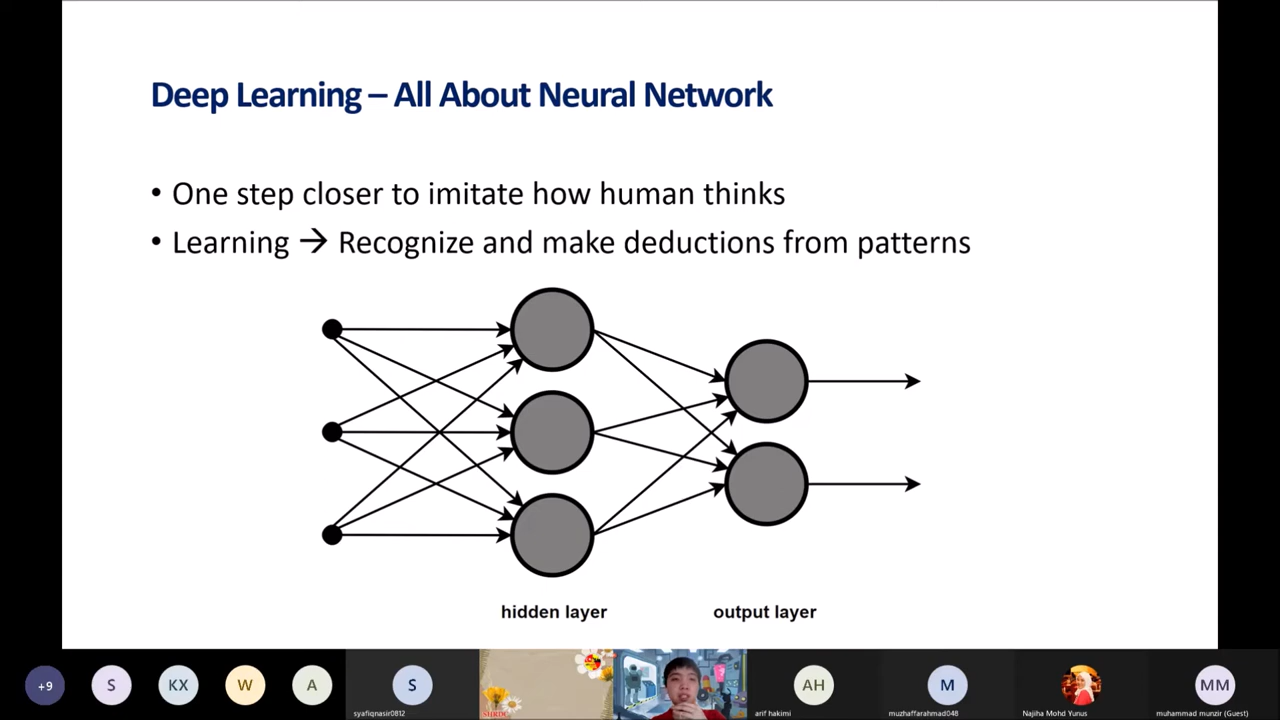 Deep Learning – All About Neural Network
• One step closer to imitate how human thinks
• Learning → Recognize and make deductions from patterns
hidden layer
output layer
+9
S
KX
W
A
S
syafiqnasir0812
AH
arif hakimi
M
muzhaffarahmad048
Najiha Mohd Yunus
MM
muhammad munzir (Guest)